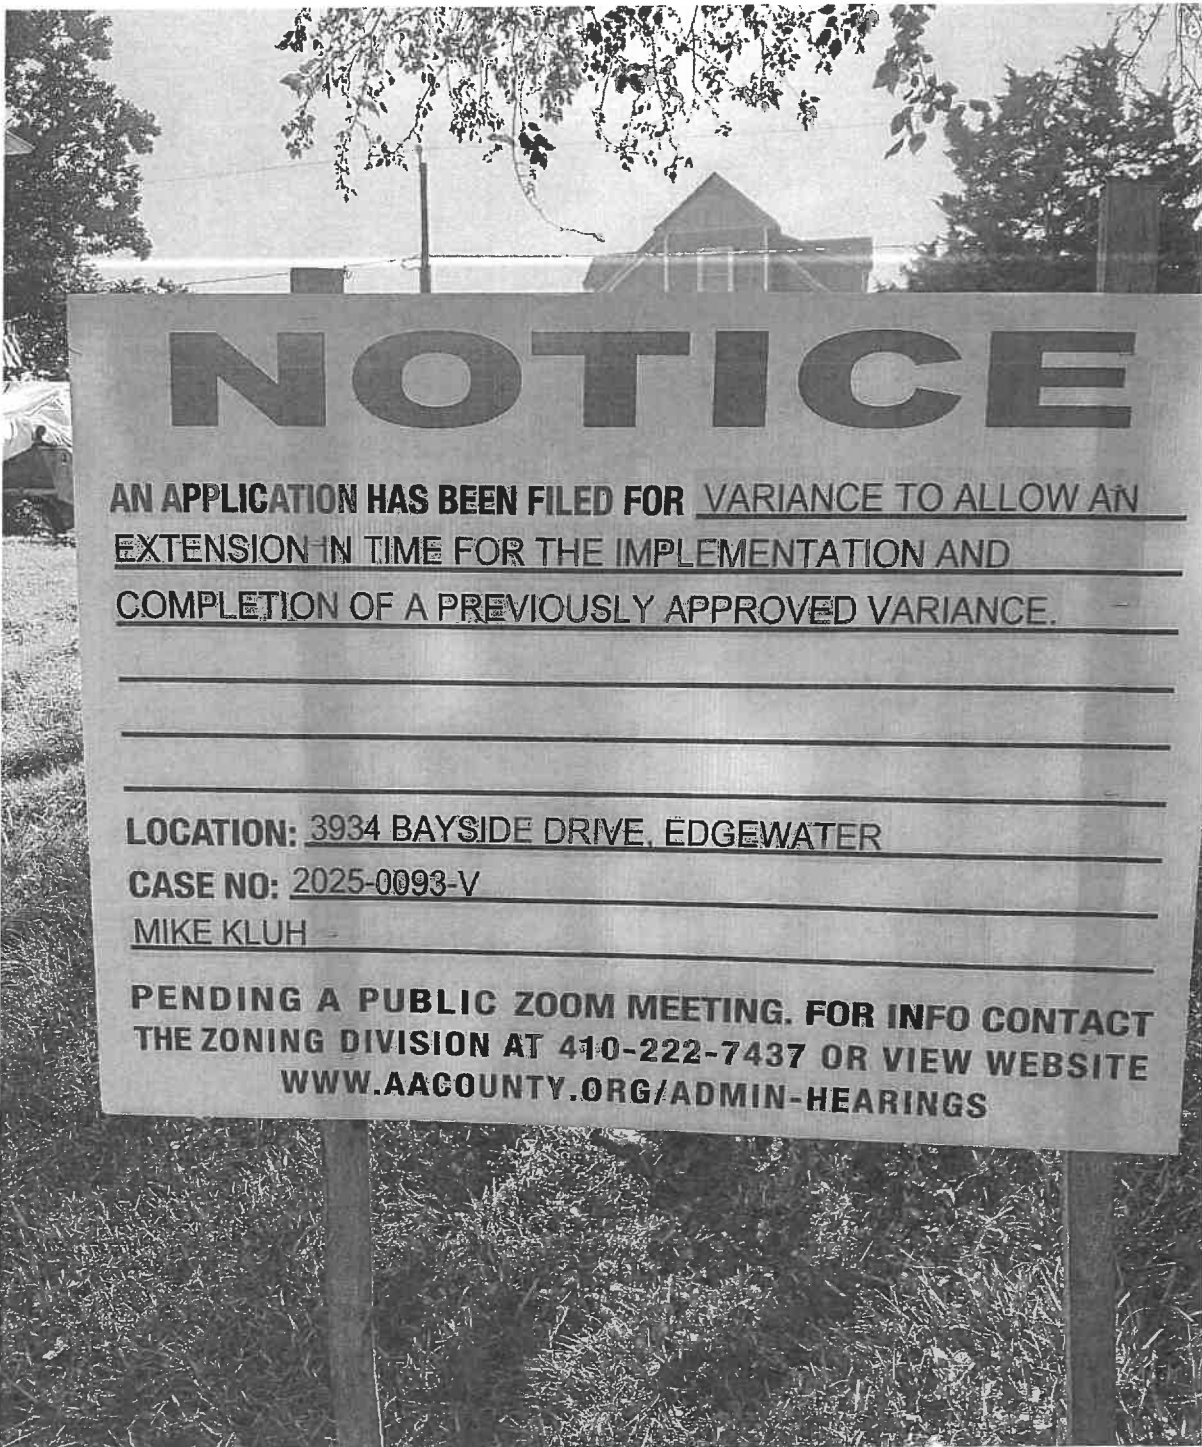 NOTICE
AN APPLICATION HAS BEEN FILED FOR VARIANCE TO ALLOW AN
EXTENSION IN TIME FOR THE IMPLEMENTATION AND
COMPLETION OF A PREVIOUSLY APPROVED VARIANCE.
LOCATION: 3934 BAYSIDE DRIVE, EDGEWATER
CASE NO: 2025-0093-V
MIKE KLUH
PENDING A PUBLIC ZOOM MEETING. FOR INFO CONTACT
THE ZONING DIVISION AT 410-222-7437 OR VIEW WEBSITE
WWW.AACOUNTY.ORG/ADMIN-HEARINGS